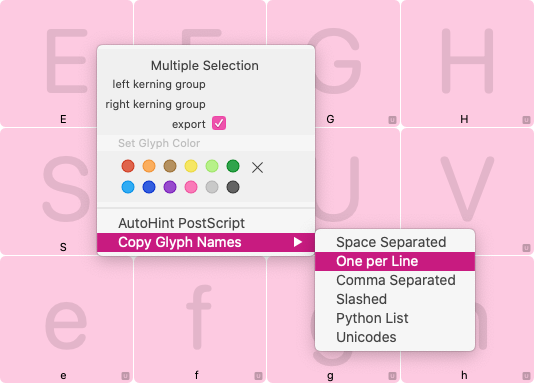 E F G H
Multiple Selection
left kerning group
right kerning group
export
E G H
Set Glyph Color
S U V
AutoHint PostScript
Copy Glyph Names
Space Separated
S
One per Line
e f g h
Comma Separated
Slashed
Python List
Unicodes
e f g h